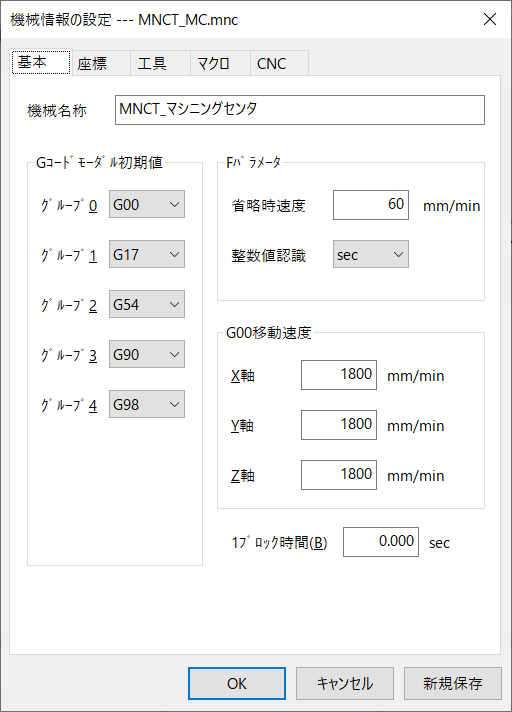 機械情報の設定 --- MNCT_MC.mnc
基本 座標 工具 マクロ CNC
機械名称 MNCT_マシニングセンタ
Gｺｰﾄﾞﾓｰﾀﾞﾙ初期値
ｸﾞﾙｰﾌﾟ0 G00
ｸﾞﾙｰﾌﾟ1 G17
ｸﾞﾙｰﾌﾟ2 G54
ｸﾞﾙｰﾌﾟ3 G90
ｸﾞﾙｰﾌﾟ4 G98
Fﾊﾟﾗﾒｰﾀ
省略時速度 60 mm/min
整数値認識 sec
G00移動速度
X軸 1800 mm/min
Y軸 1800 mm/min
Z軸 1800 mm/min
1ﾌﾞﾛｯｸ時間(B) 0.000 sec
OK キャンセル 新規保存